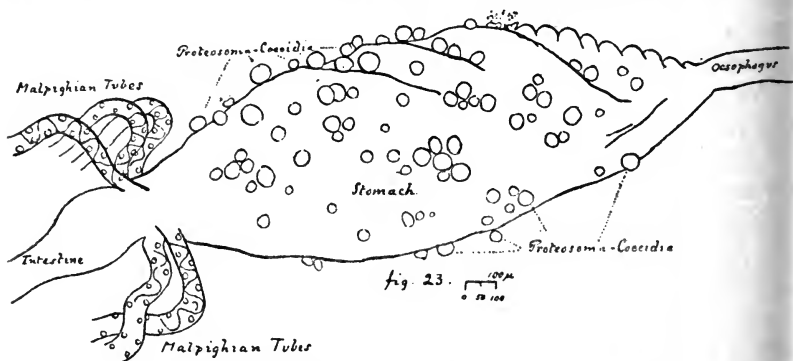 Proteosoma-Coccidia
Malpighian Tubes
Oesophagus
Stomach.
Proteosoma-Coccidia
Intestine
fig. 23.
100µ
0 50 100
Malpighian Tubes